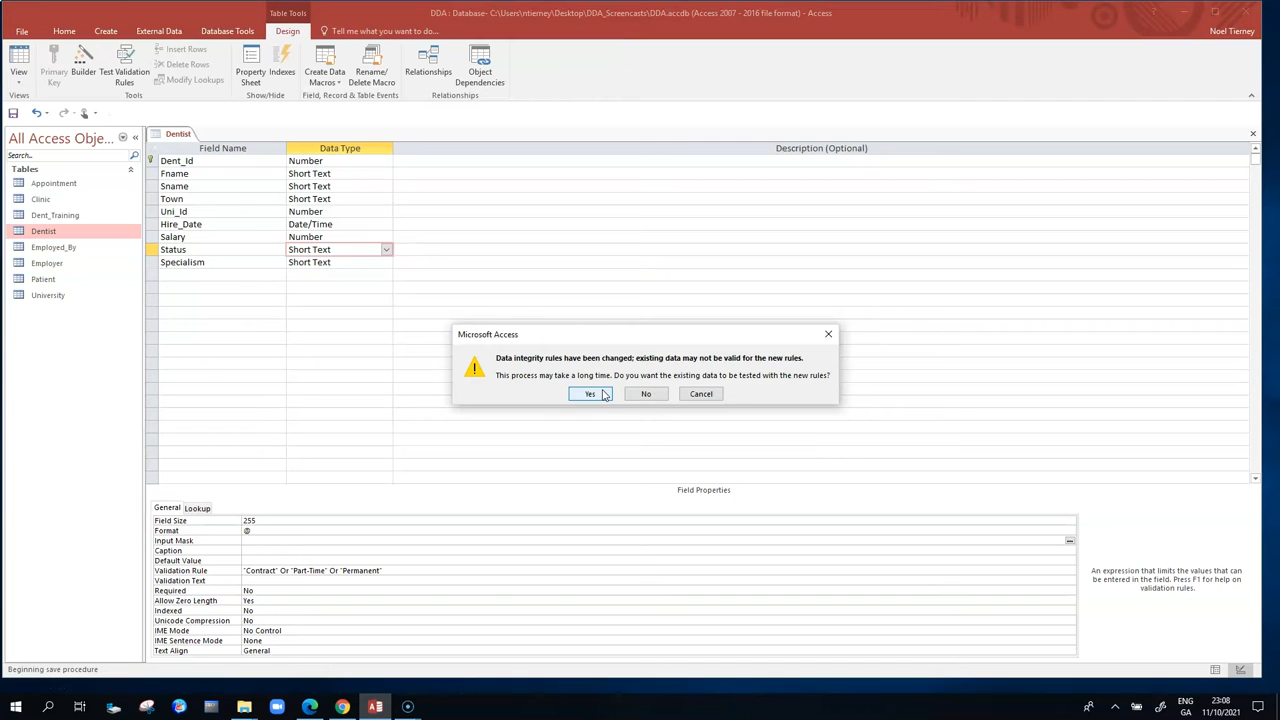 Table Tools
DDA : Database- C:\Users\ntierney\Desktop\DDA_Screencasts\DDA.accdb (Access 2007 - 2016 file format) - Access
File Home Create External Data Database Tools Design Tell me what you want to do...
Noel Tierney
View
Primary Key
Builder
Test Validation Rules
Insert Rows
Delete Rows
Modify Lookups
Property Sheet
Indexes
Create Data Macros
Rename/ Delete Macro
Relationships
Object Dependencies
Views Tools Show/Hide Field, Record & Table Events Relationships
All Access Obje...
Search...
Tables
Appointment
Clinic
Dent_Training
Dentist
Employed_By
Employer
Patient
University
Dentist
Field Name Data Type Description (Optional)
Dent_Id Number
Fname Short Text
Sname Short Text
Town Short Text
Uni_Id Number
Hire_Date Date/Time
Salary Number
Status Short Text
Specialism Short Text
Microsoft Access
Data integrity rules have been changed; existing data may not be valid for the new rules.
This process may take a long time. Do you want the existing data to be tested with the new rules?
Yes No Cancel
Field Properties
General Lookup
Field Size 255
Format @
Input Mask
Caption
Default Value
Validation Rule "Contract" Or "Part-Time" Or "Permanent"
Validation Text
Required No
Allow Zero Length Yes
Indexed No
Unicode Compression No
IME Mode No Control
IME Sentence Mode None
Text Align General
An expression that limits the values that can
be entered in the field. Press F1 for help on
validation rules.
Beginning save procedure
ENG
GA
23:08
11/10/2021